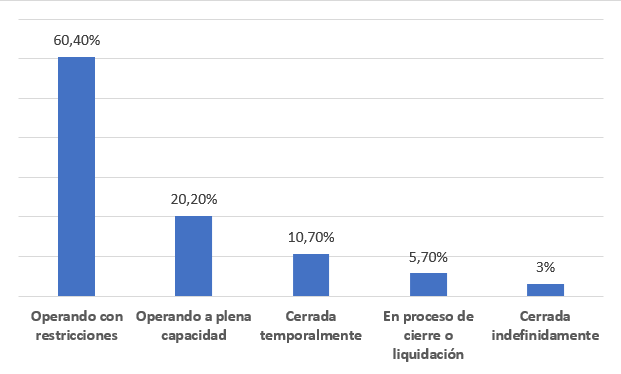 60,40%
20,20%
10,70%
5,70%
3%
Operando con
restricciones
Operando a plena
capacidad
Cerrada
temporalmente
En proceso de
cierre o
liquidación
Cerrada
indefinidamente